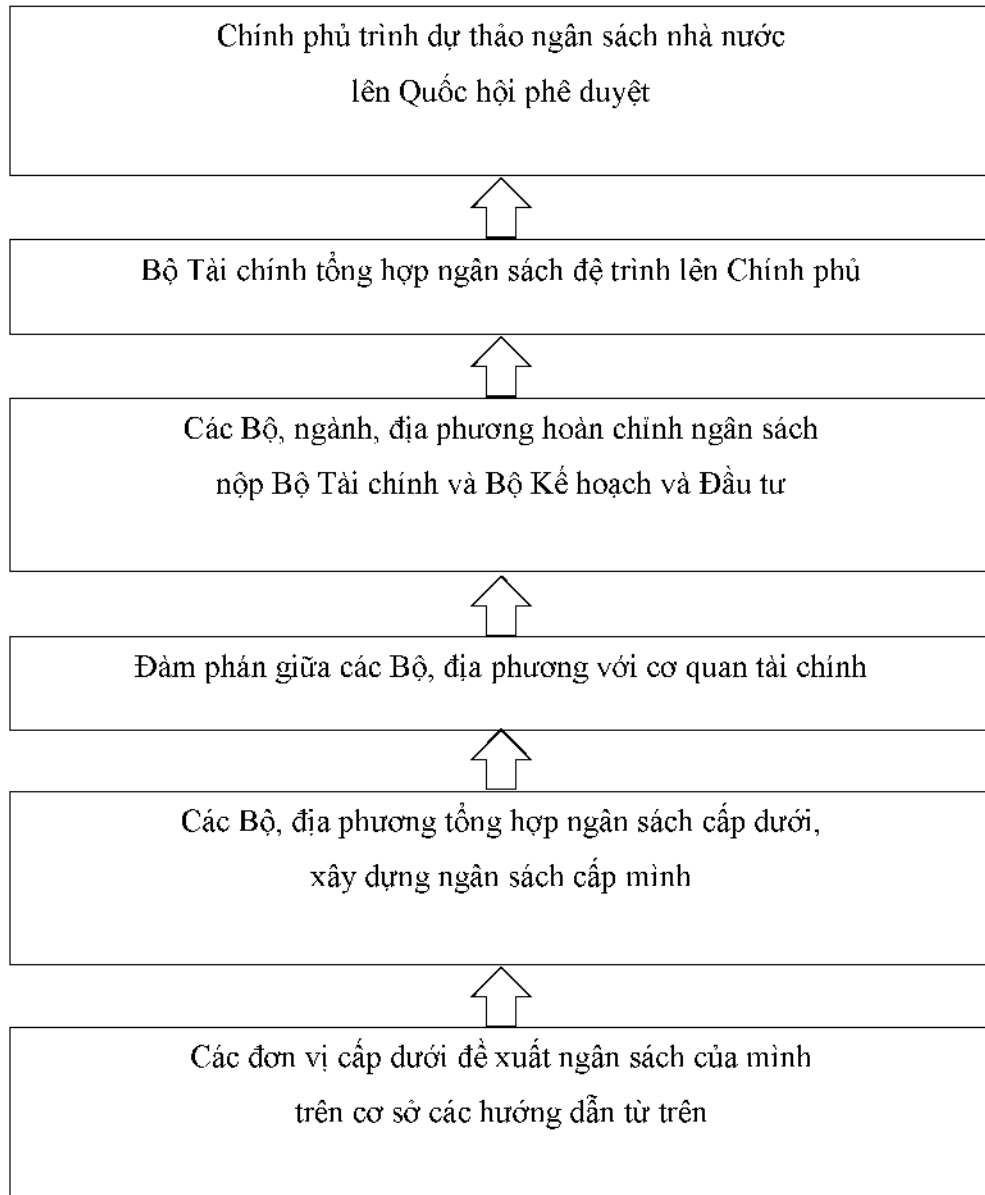 Chính phủ trình dự thảo ngân sách nhà nước
lên Quốc hội phê duyệt
Bộ Tài chính tổng hợp ngân sách đệ trình lên Chính phủ
Các Bộ, ngành, địa phương hoàn chỉnh ngân sách
nộp Bộ Tài chính và Bộ Kế hoạch và Đầu tư
Đàm phán giữa các Bộ, địa phương với cơ quan tài chính
Các Bộ, địa phương tổng hợp ngân sách cấp dưới,
xây dựng ngân sách cấp mình
Các đơn vị cấp dưới đề xuất ngân sách của mình
trên cơ sở các hướng dẫn từ trên